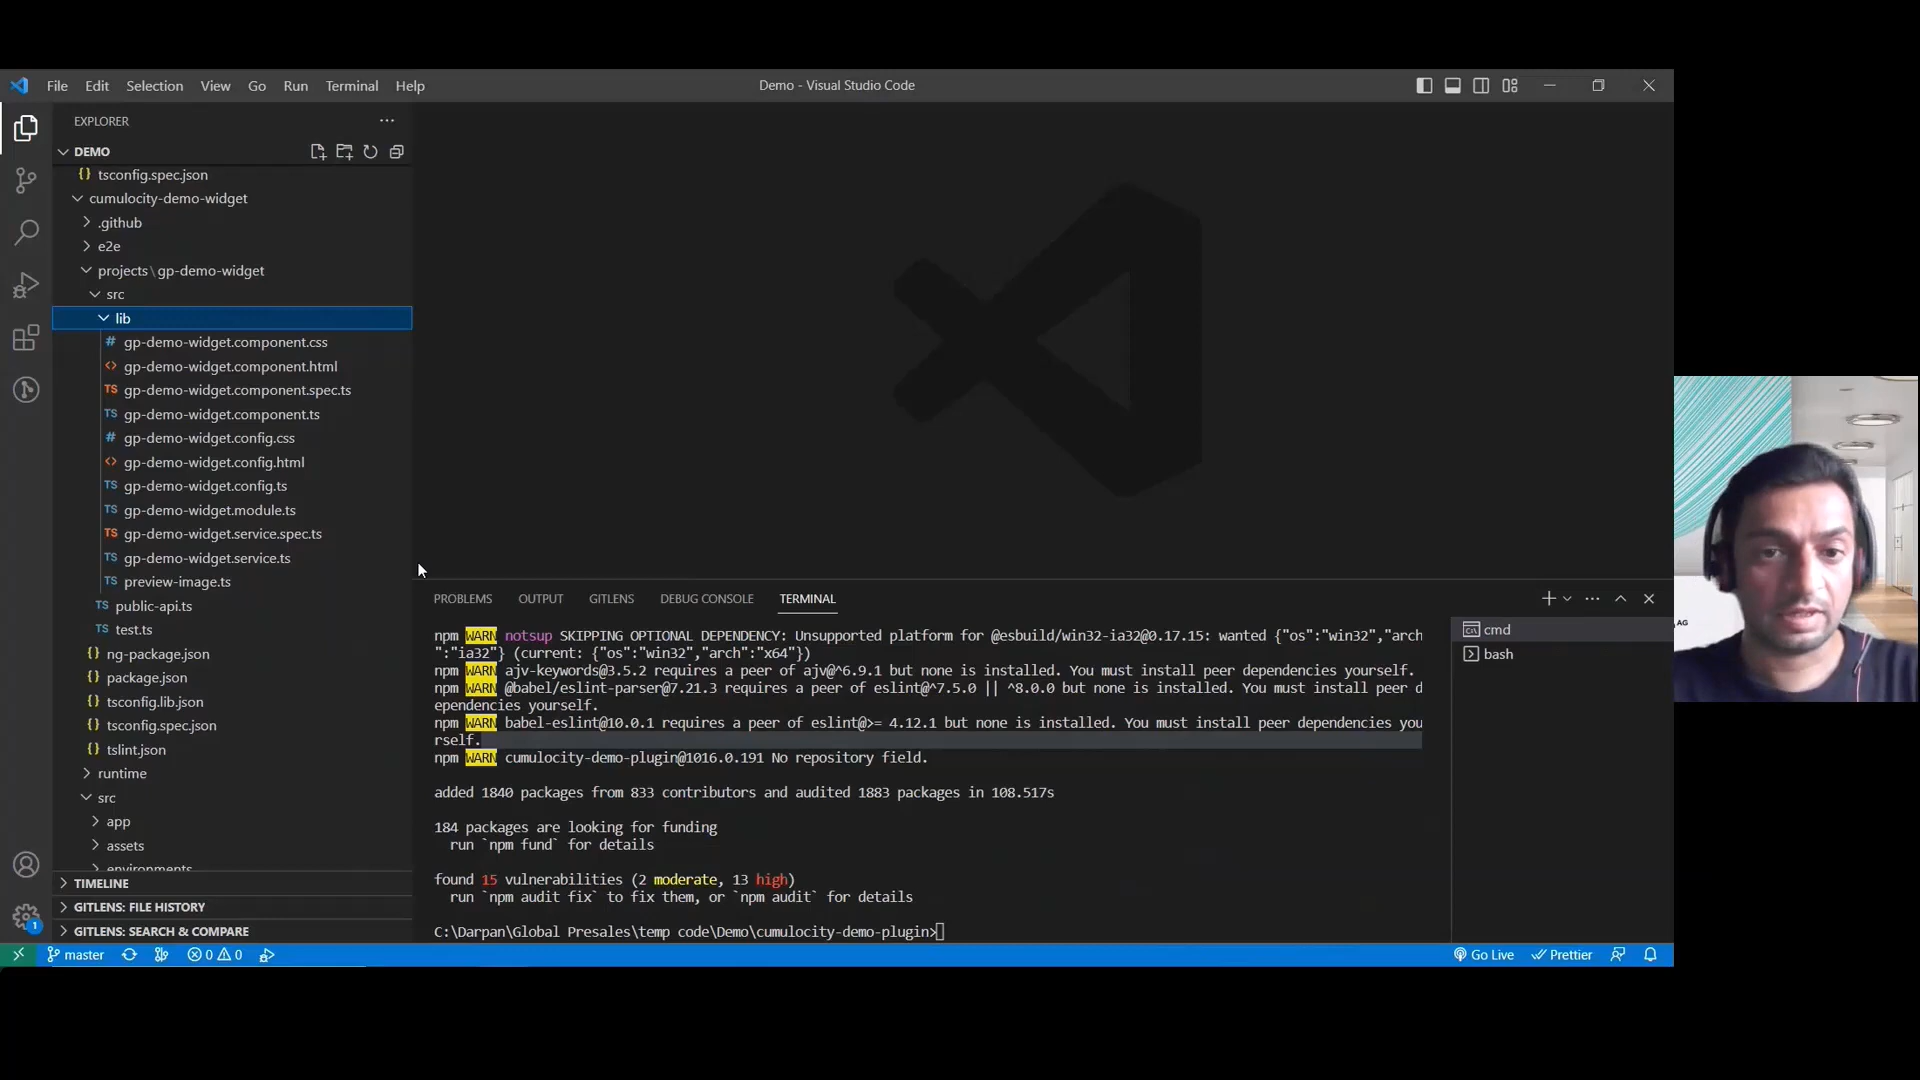 File Edit Selection View Go Run Terminal Help
Demo - Visual Studio Code
EXPLORER
DEMO
tsconfig.spec.json
cumulocity-demo-widget
.github
e2e
projects\gp-demo-widget
src
lib
gp-demo-widget.component.css
gp-demo-widget.component.html
gp-demo-widget.component.spec.ts
gp-demo-widget.component.ts
gp-demo-widget.config.css
gp-demo-widget.config.html
gp-demo-widget.config.ts
gp-demo-widget.module.ts
gp-demo-widget.service.spec.ts
gp-demo-widget.service.ts
preview-image.ts
public-api.ts
test.ts
ng-package.json
package.json
tsconfig.lib.json
tsconfig.spec.json
tslint.json
runtime
src
app
assets
environments
TIMELINE
GITLENS: FILE HISTORY
GITLENS: SEARCH & COMPARE
PROBLEMS OUTPUT GITLENS DEBUG CONSOLE TERMINAL
npm WARN notsup SKIPPING OPTIONAL DEPENDENCY: Unsupported platform for @esbuild/win32-ia32@0.17.15: wanted {"os":"win32","arch
":"ia32"} (current: {"os":"win32","arch":"x64"})
npm WARN ajv-keywords@3.5.2 requires a peer of ajv@^6.9.1 but none is installed. You must install peer dependencies yourself.
npm WARN @babel/eslint-parser@7.21.3 requires a peer of eslint@^7.5.0 || ^8.0.0 but none is installed. You must install peer d
ependencies yourself.
npm WARN babel-eslint@10.0.1 requires a peer of eslint@>= 4.12.1 but none is installed. You must install peer dependencies you
rself.
npm WARN cumulocity-demo-plugin@1016.0.191 No repository field.
added 1840 packages from 833 contributors and audited 1883 packages in 108.517s
184 packages are looking for funding
run `npm fund` for details
found 15 vulnerabilities (2 moderate, 13 high)
run `npm audit fix` to fix them, or `npm audit` for details
C:\Darpan\Global Presales\temp code\Demo\cumulocity-demo-plugin>
cmd
bash
AG
1
master
0
0
Go Live
Prettier